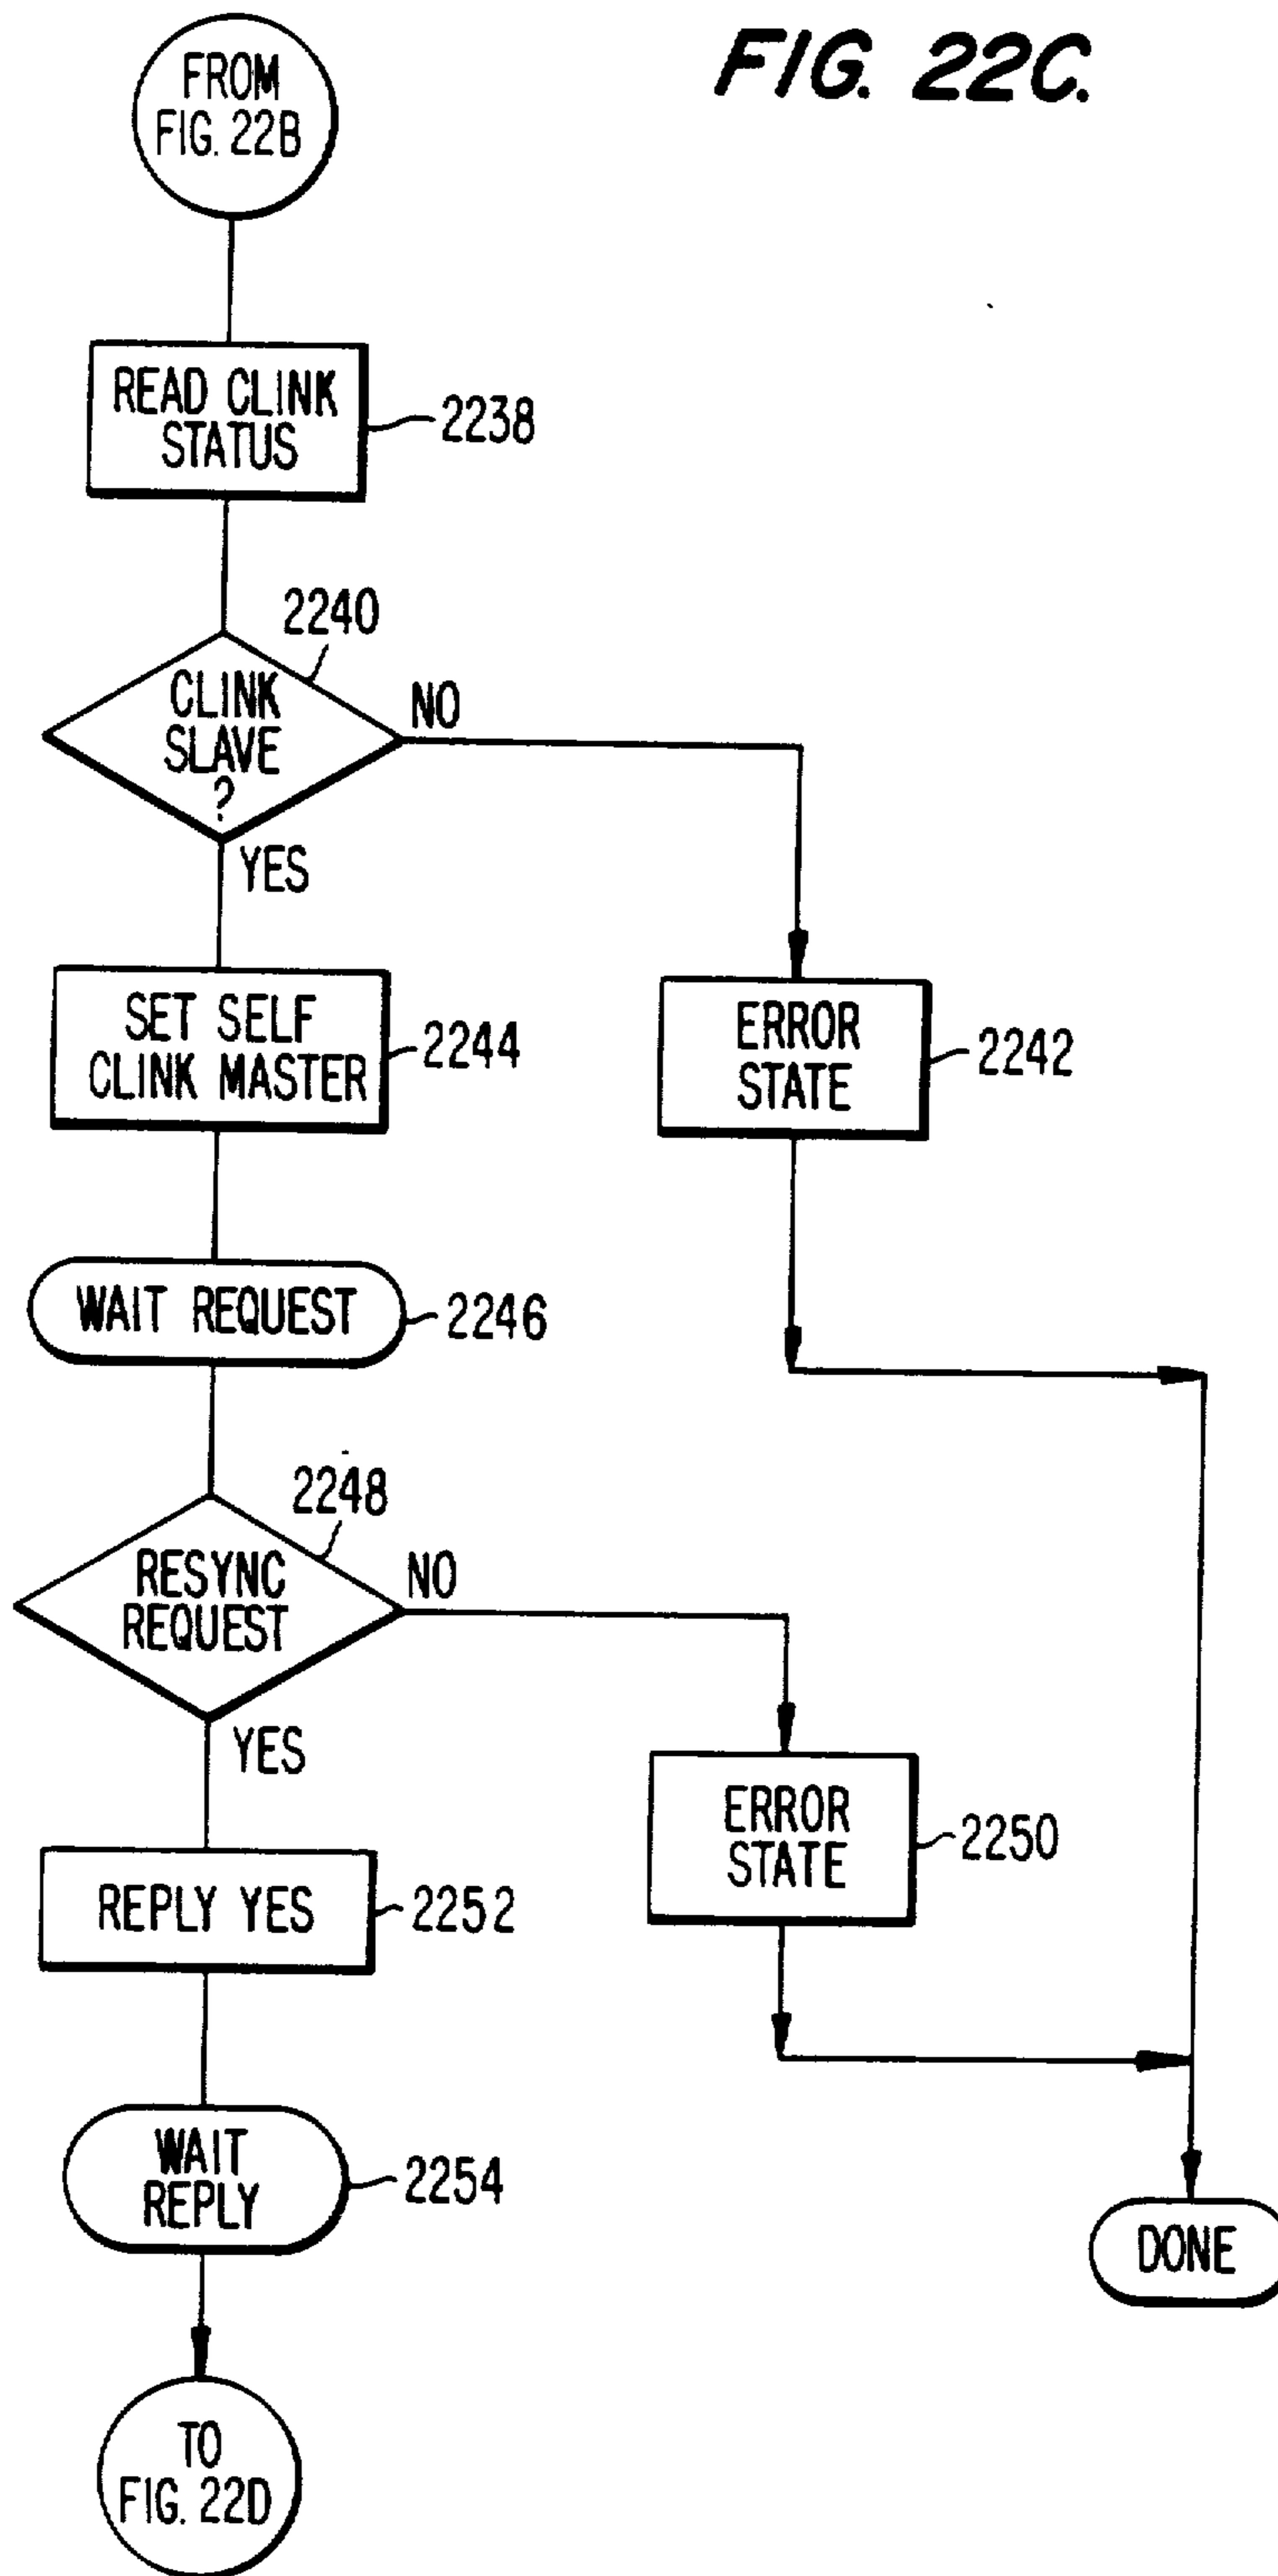 FIG. 22C.
FROM
FIG. 22B
READ CLINK
STATUS
2238
2240
CLINK
SLAVE
?
NO
YES
SET SELF
CLINK MASTER
2244
ERROR
STATE
2242
WAIT REQUEST
2246
2248
RESYNC
REQUEST
NO
YES
ERROR
STATE
2250
REPLY YES
2252
WAIT
REPLY
2254
DONE
TO
FIG. 22D